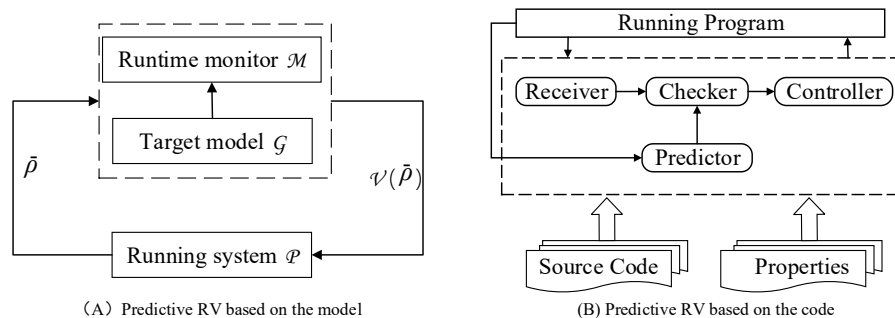 Runtime monitor ℳ
Target model 𝒢
ρ̄
𝒱(ρ̄)
Running system 𝒫
（A）Predictive RV based on the model
Running Program
Receiver
Checker
Controller
Predictor
Source Code
Properties
(B) Predictive RV based on the code